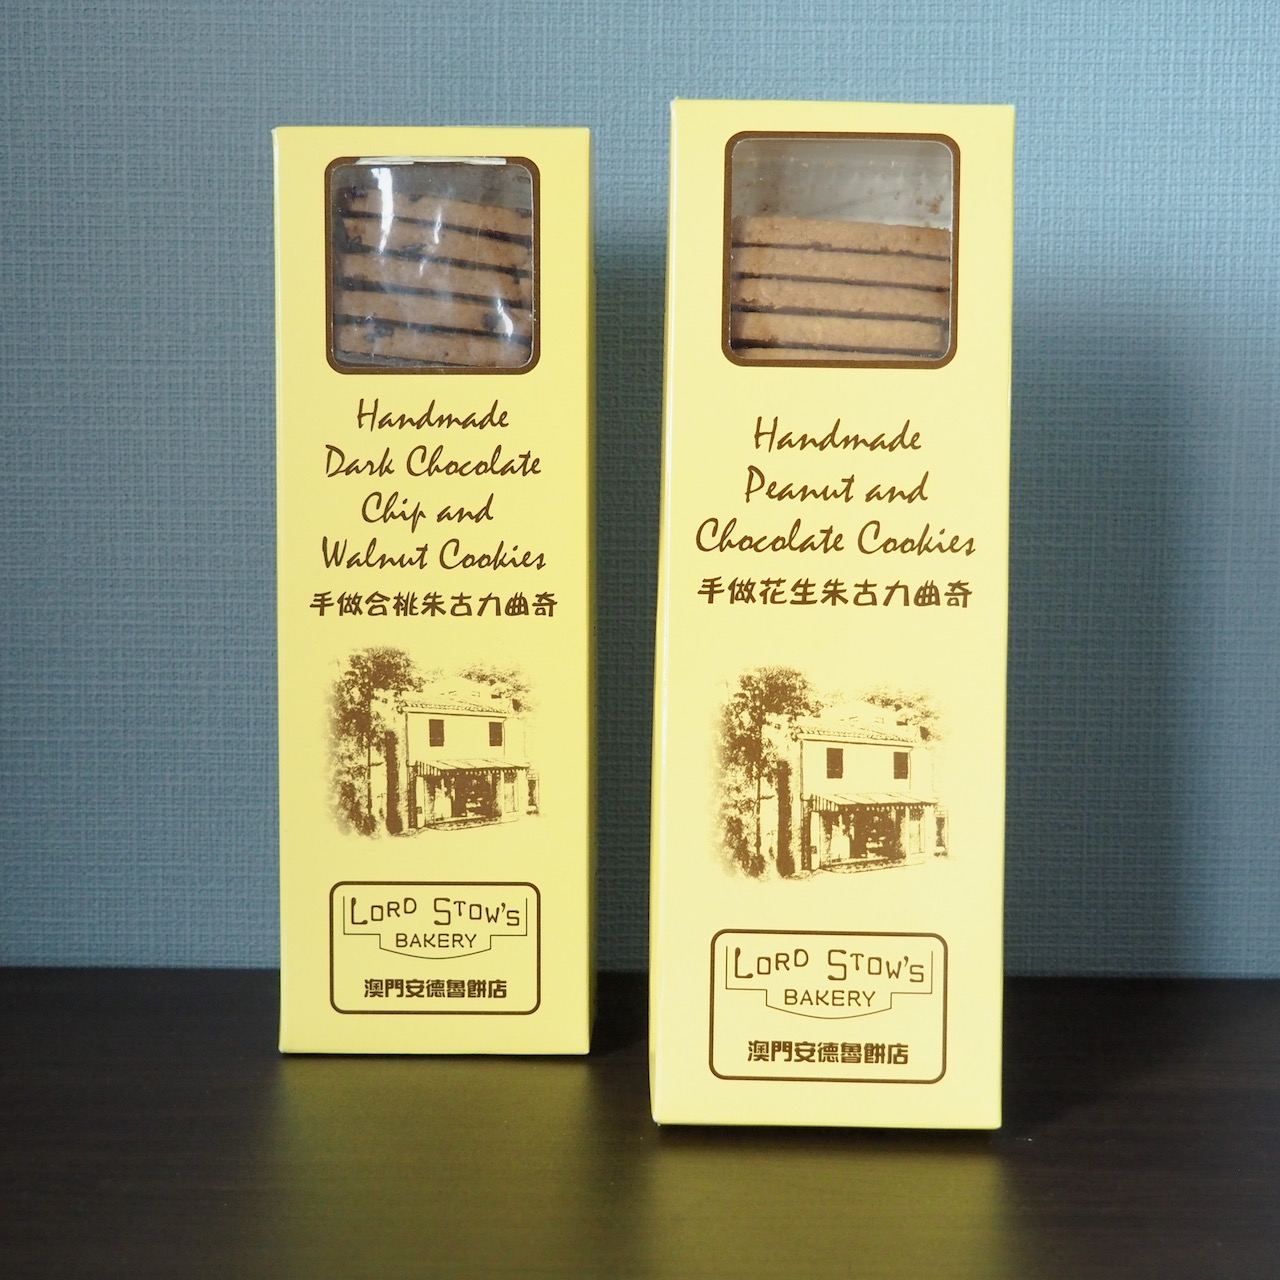 Handmade
Dark Chocolate
Chip and
Walnut Cookies
手做合桃朱古力曲奇
LORD STOW'S
BAKERY
澳門安德魯餅店
Handmade
Peanut and
Chocolate Cookies
手做花生朱古力曲奇
LORD STOW'S
BAKERY
澳門安德魯餅店